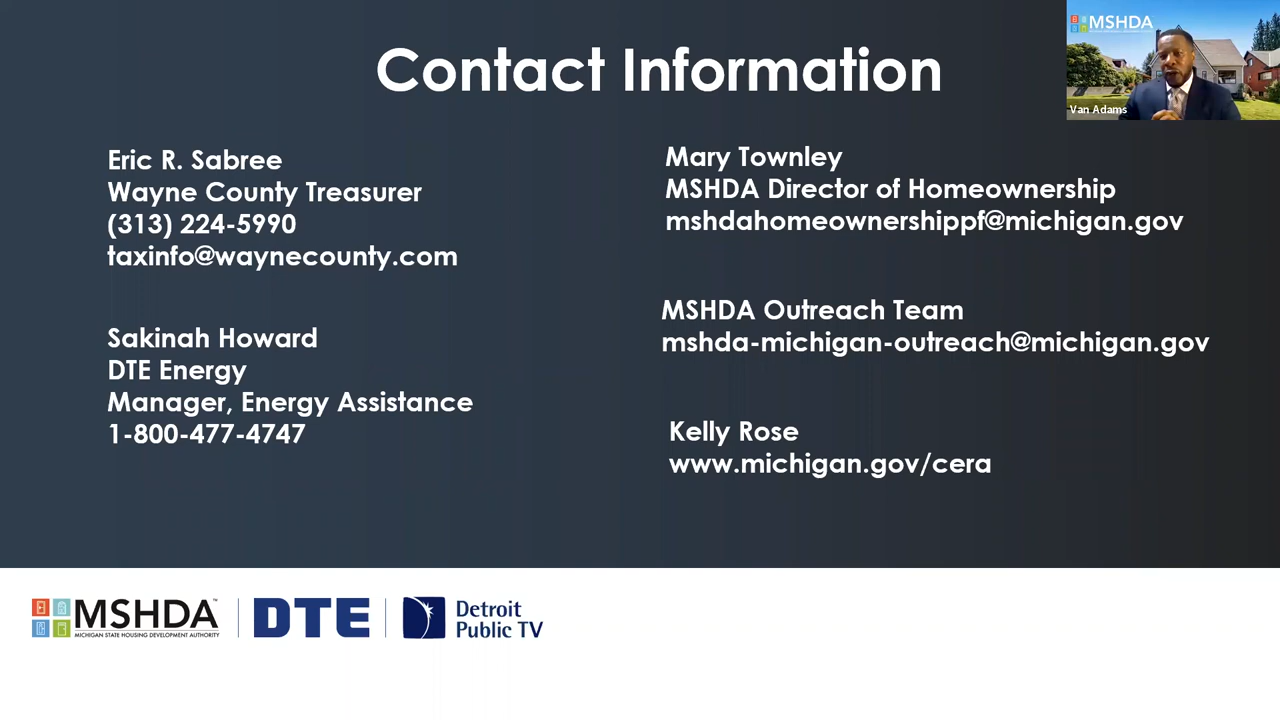 Contact Information
MSHDA
Van Adams
Eric R. Sabree
Wayne County Treasurer
(313) 224-5990
taxinfo@waynecounty.com
Sakinah Howard
DTE Energy
Manager, Energy Assistance
1-800-477-4747
Mary Townley
MSHDA Director of Homeownership
mshdahomeownershippf@michigan.gov
MSHDA Outreach Team
mshda-michigan-outreach@michigan.gov
Kelly Rose
www.michigan.gov/cera
MSHDA™
MICHIGAN STATE HOUSING DEVELOPMENT AUTHORITY
DTE
Detroit
Public TV